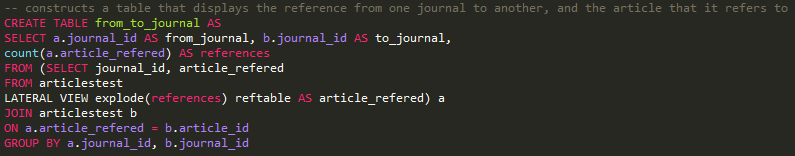 -- constructs a table that displays the reference from one journal to another, and the article that it refers to
CREATE TABLE from_to_journal AS
SELECT a.journal_id AS from_journal, b.journal_id AS to_journal,
count(a.article_refered) AS references
FROM (SELECT journal_id, article_refered
FROM articlestest
LATERAL VIEW explode(references) reftable AS article_refered) a
JOIN articlestest b
ON a.article_refered = b.article_id
GROUP BY a.journal_id, b.journal_id